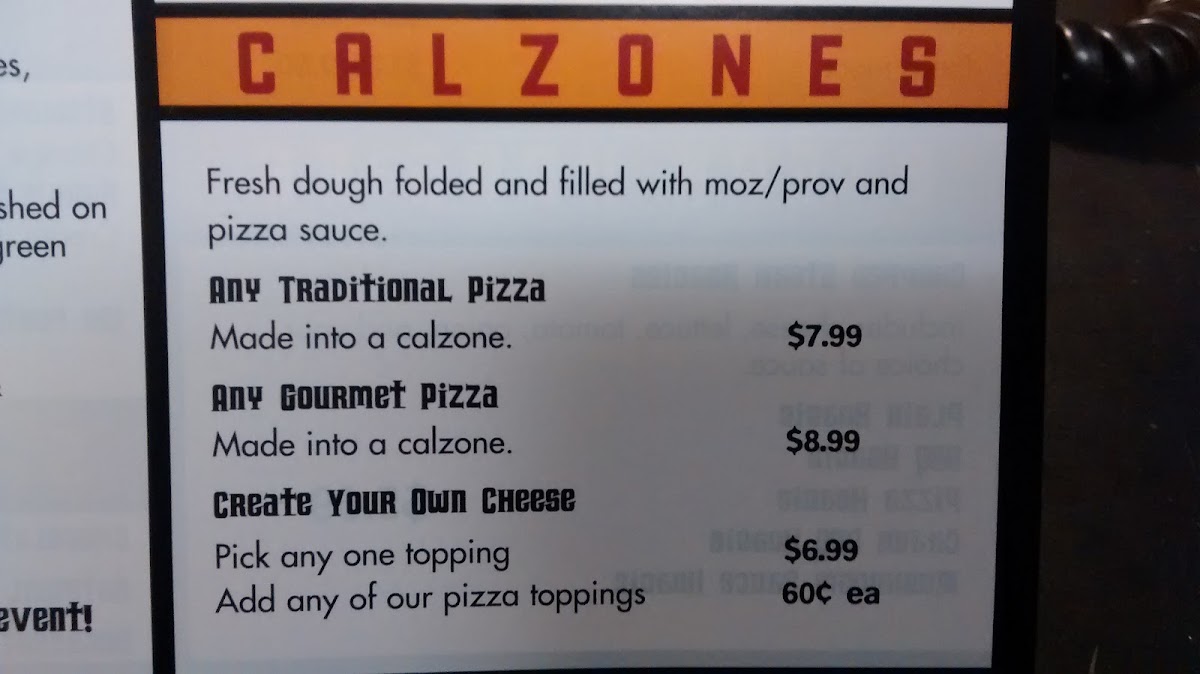 es,
shed on
green
event!
CALZONES
Fresh dough folded and filled with moz/prov and
pizza sauce.
Any Traditional Pizza
Made into a calzone. $7.99
Any Gourmet Pizza
Made into a calzone. $8.99
Create Your Own Cheese
Pick any one topping $6.99
Add any of our pizza toppings 60¢ ea